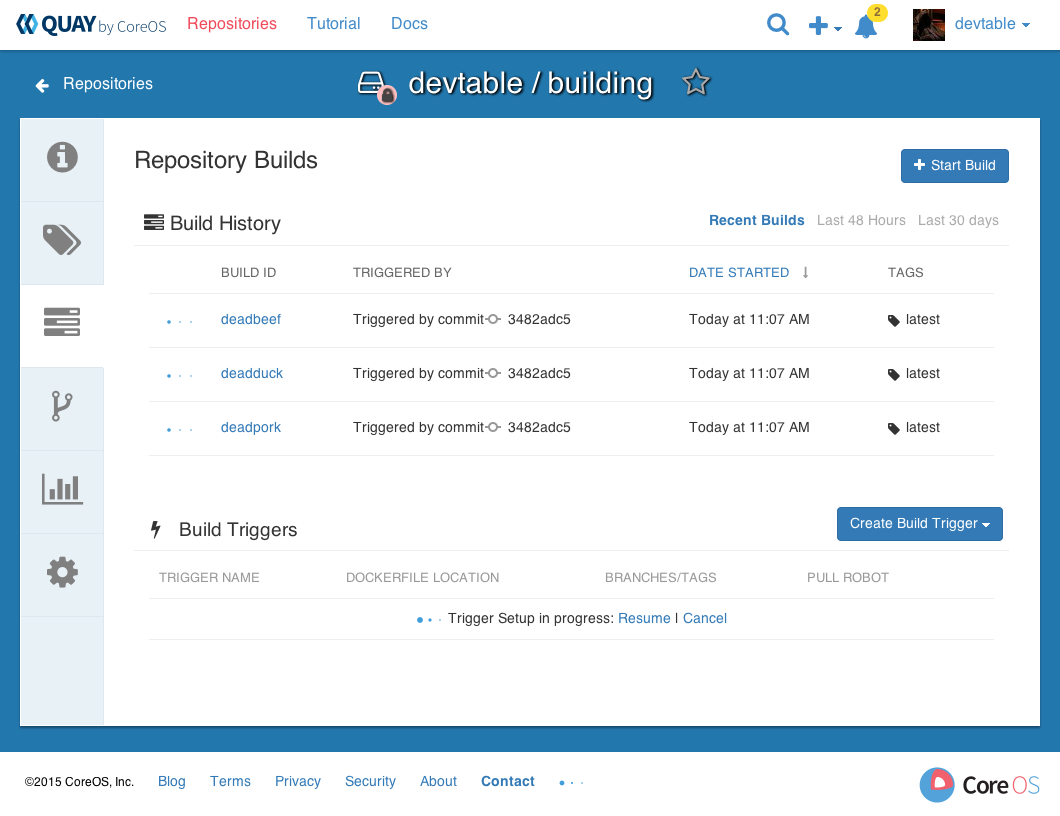 QUAY by CoreOS Repositories Tutorial Docs 2 devtable
Repositories devtable / building
Repository Builds
Start Build
Build History Recent Builds Last 48 Hours Last 30 days
BUILD ID TRIGGERED BY DATE STARTED ↓ TAGS
deadbeef Triggered by commit 3482adc5 Today at 11:07 AM latest
deadduck Triggered by commit 3482adc5 Today at 11:07 AM latest
deadpork Triggered by commit 3482adc5 Today at 11:07 AM latest
Build Triggers Create Build Trigger
TRIGGER NAME DOCKERFILE LOCATION BRANCHES/TAGS PULL ROBOT
Trigger Setup in progress: Resume | Cancel
©2015 CoreOS, Inc. Blog Terms Privacy Security About Contact Core OS